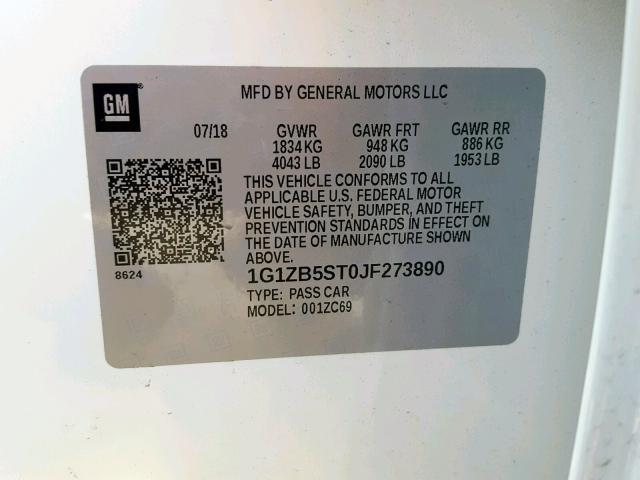 GM
MFD BY GENERAL MOTORS LLC
07/18 GVWR GAWR FRT GAWR RR
1834 KG 948 KG 886 KG
4043 LB 2090 LB 1953 LB
THIS VEHICLE CONFORMS TO ALL
APPLICABLE U.S. FEDERAL MOTOR
VEHICLE SAFETY, BUMPER, AND THEFT
PREVENTION STANDARDS IN EFFECT ON
THE DATE OF MANUFACTURE SHOWN
ABOVE.
8624
1G1ZB5ST0JF273890
TYPE: PASS CAR
MODEL: 001ZC69